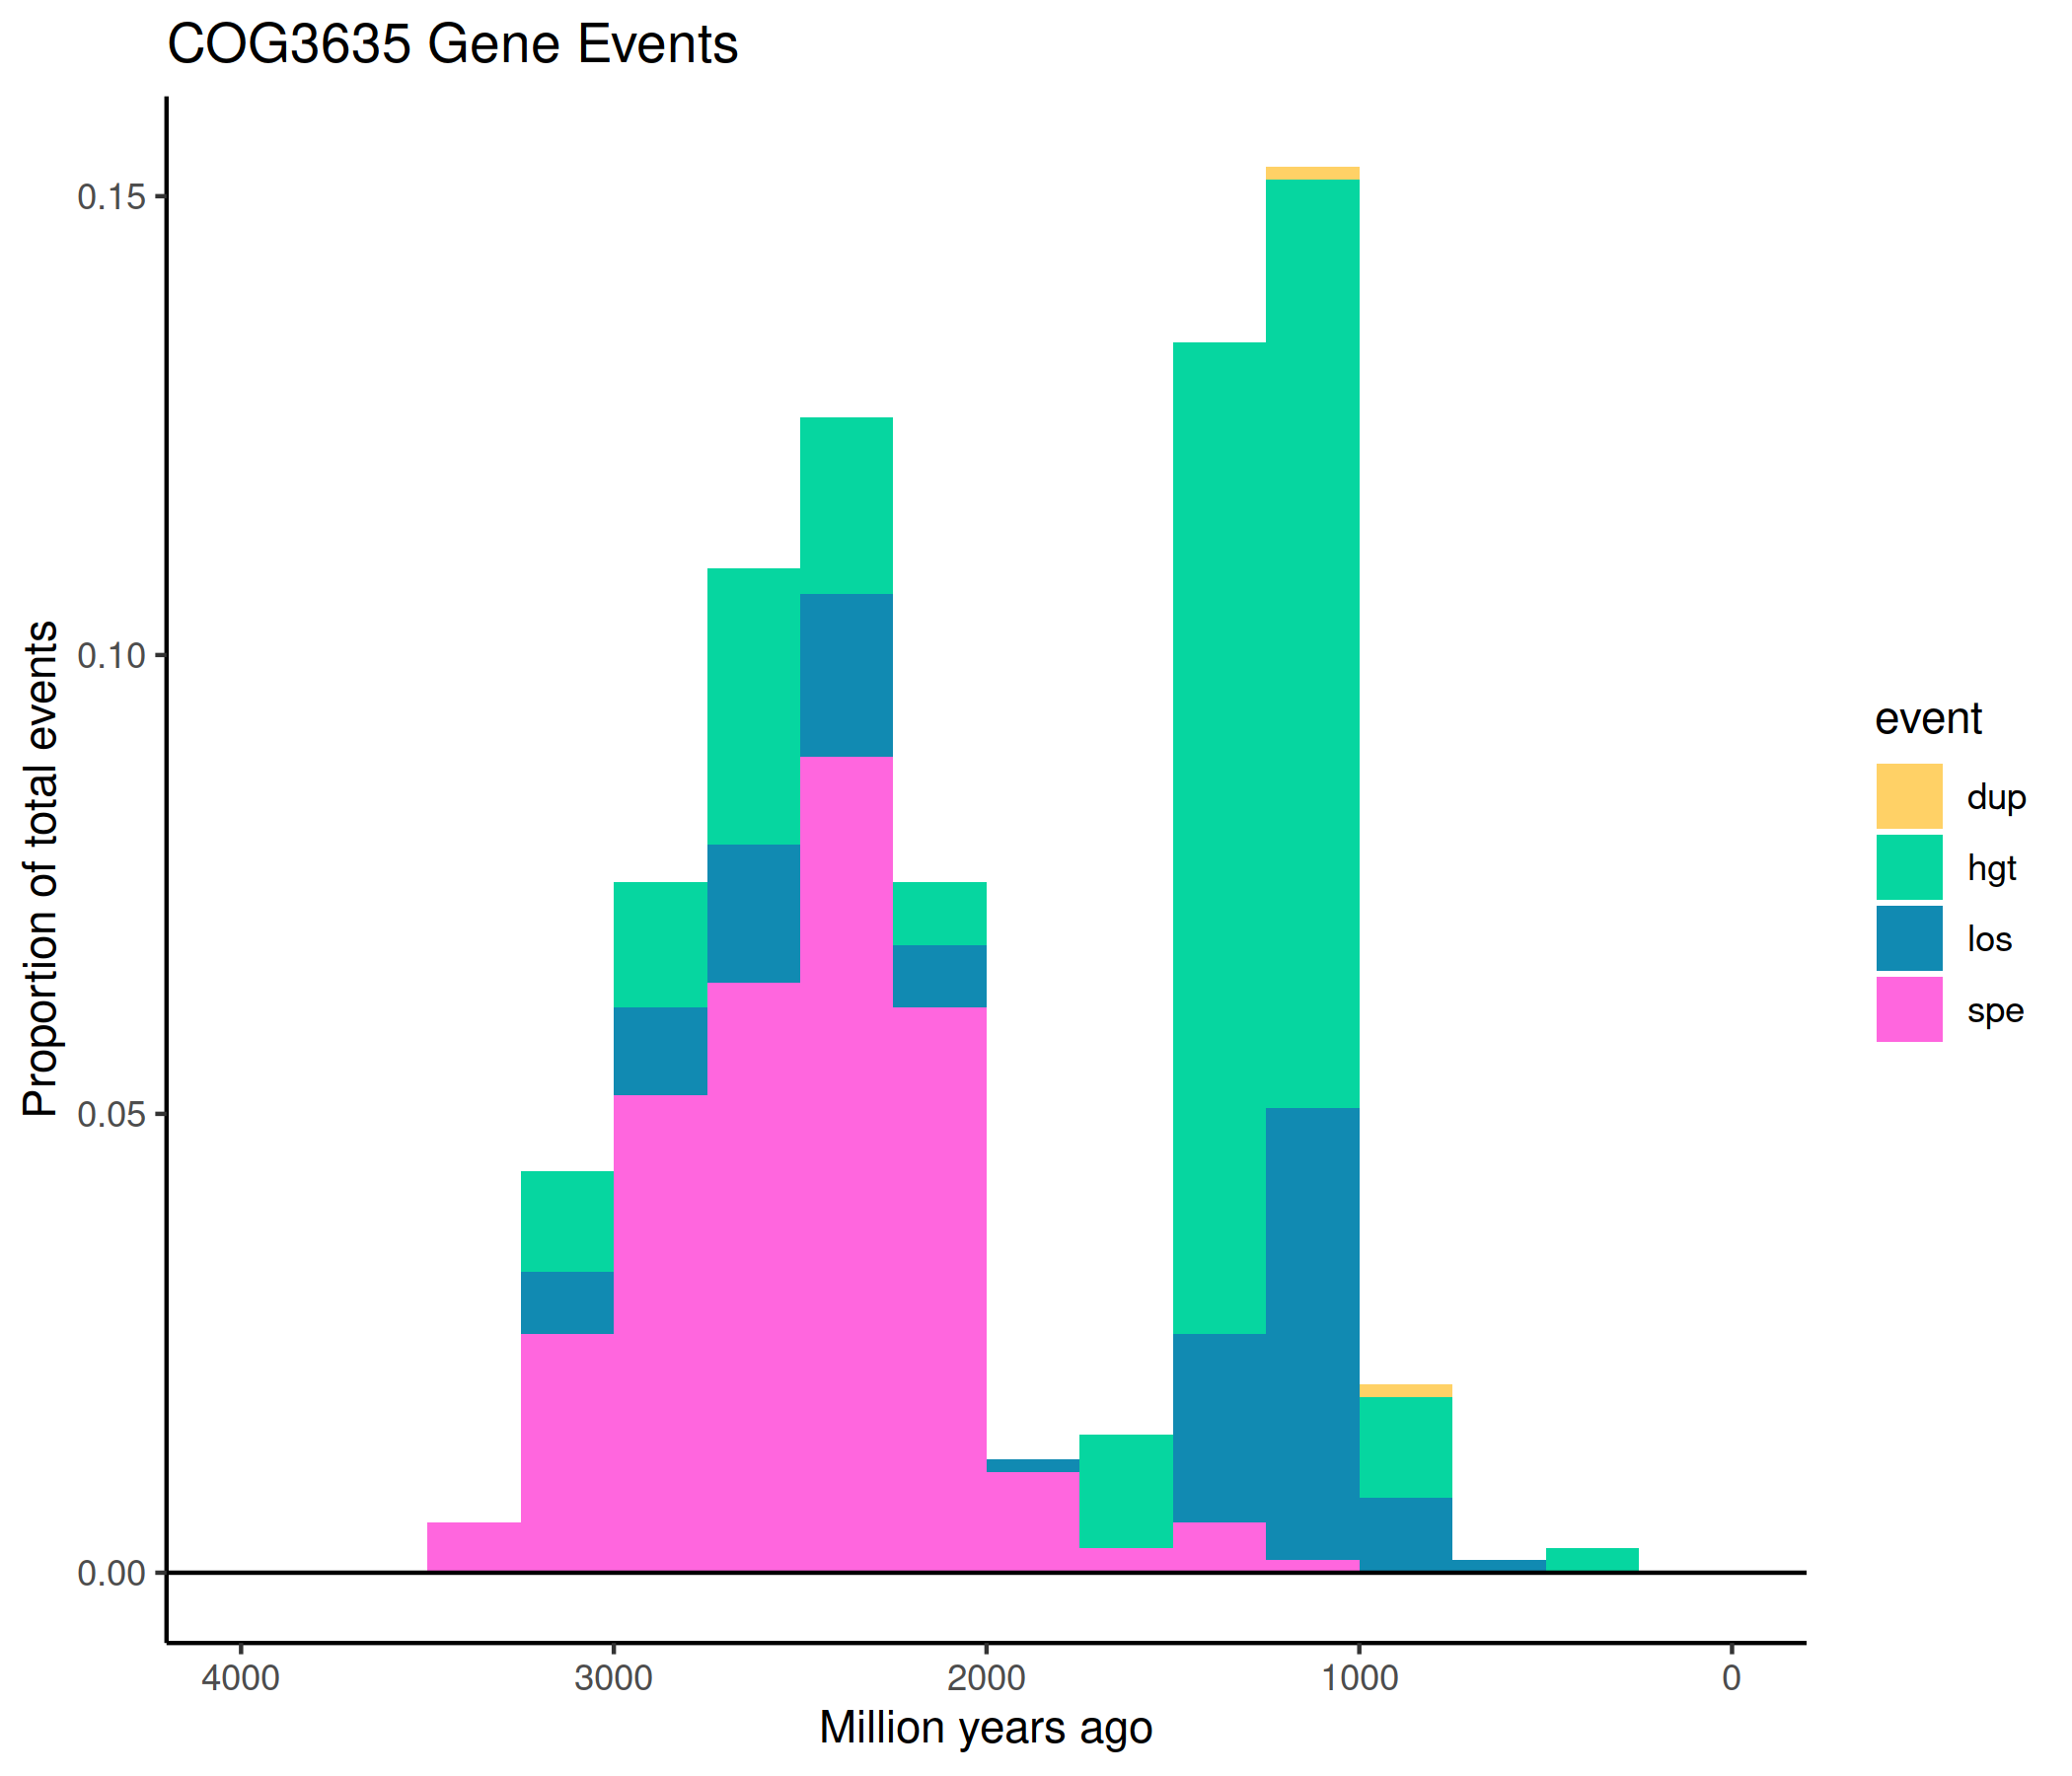 COG3635 Gene Events
0.15
0.10
0.05
0.00
Proportion of total events
4000 3000 2000 1000 0
Million years ago
event
dup
hgt
los
spe